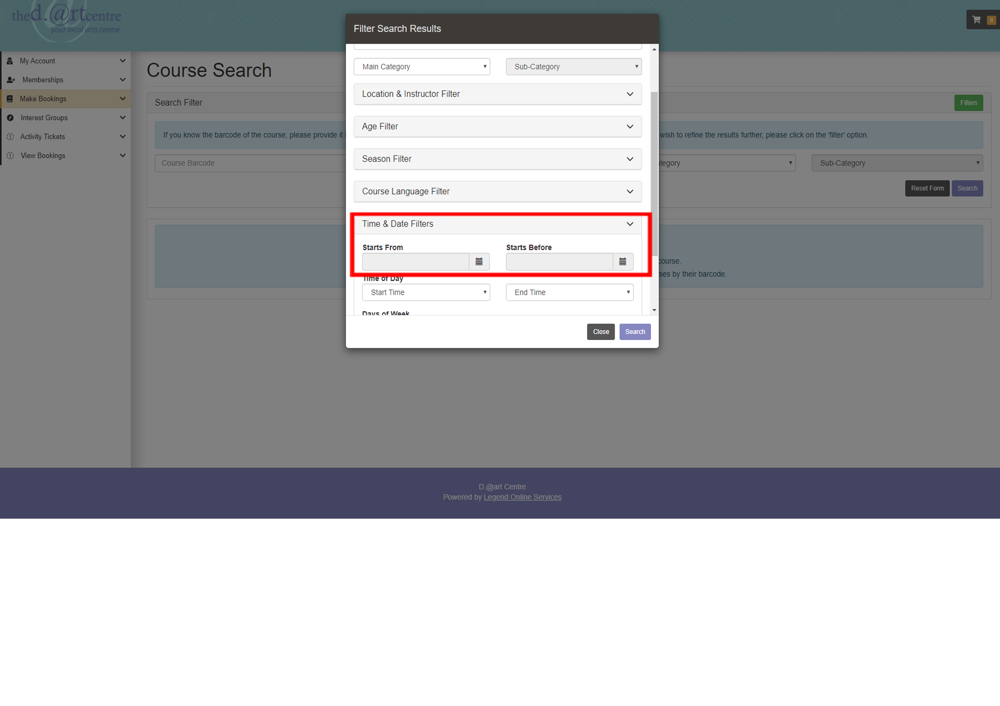 thed.@rtcentre
your local arts centre
0
My Account
Memberships
Make Bookings
Interest Groups
Activity Tickets
View Bookings
Course Search
Search Filter
Filters
If you know the barcode of the course, please provide it i
wish to refine the results further, please click on the 'filter' option.
Course Barcode
tegory
Sub-Category
Reset Form
Search
course.
ses by their barcode.
Filter Search Results
Main Category
Sub-Category
Location & Instructor Filter
Age Filter
Season Filter
Course Language Filter
Time & Date Filters
Starts From
Starts Before
Time of Day
Start Time
End Time
Days of Week
Close
Search
D.@art Centre
Powered by Legend Online Services